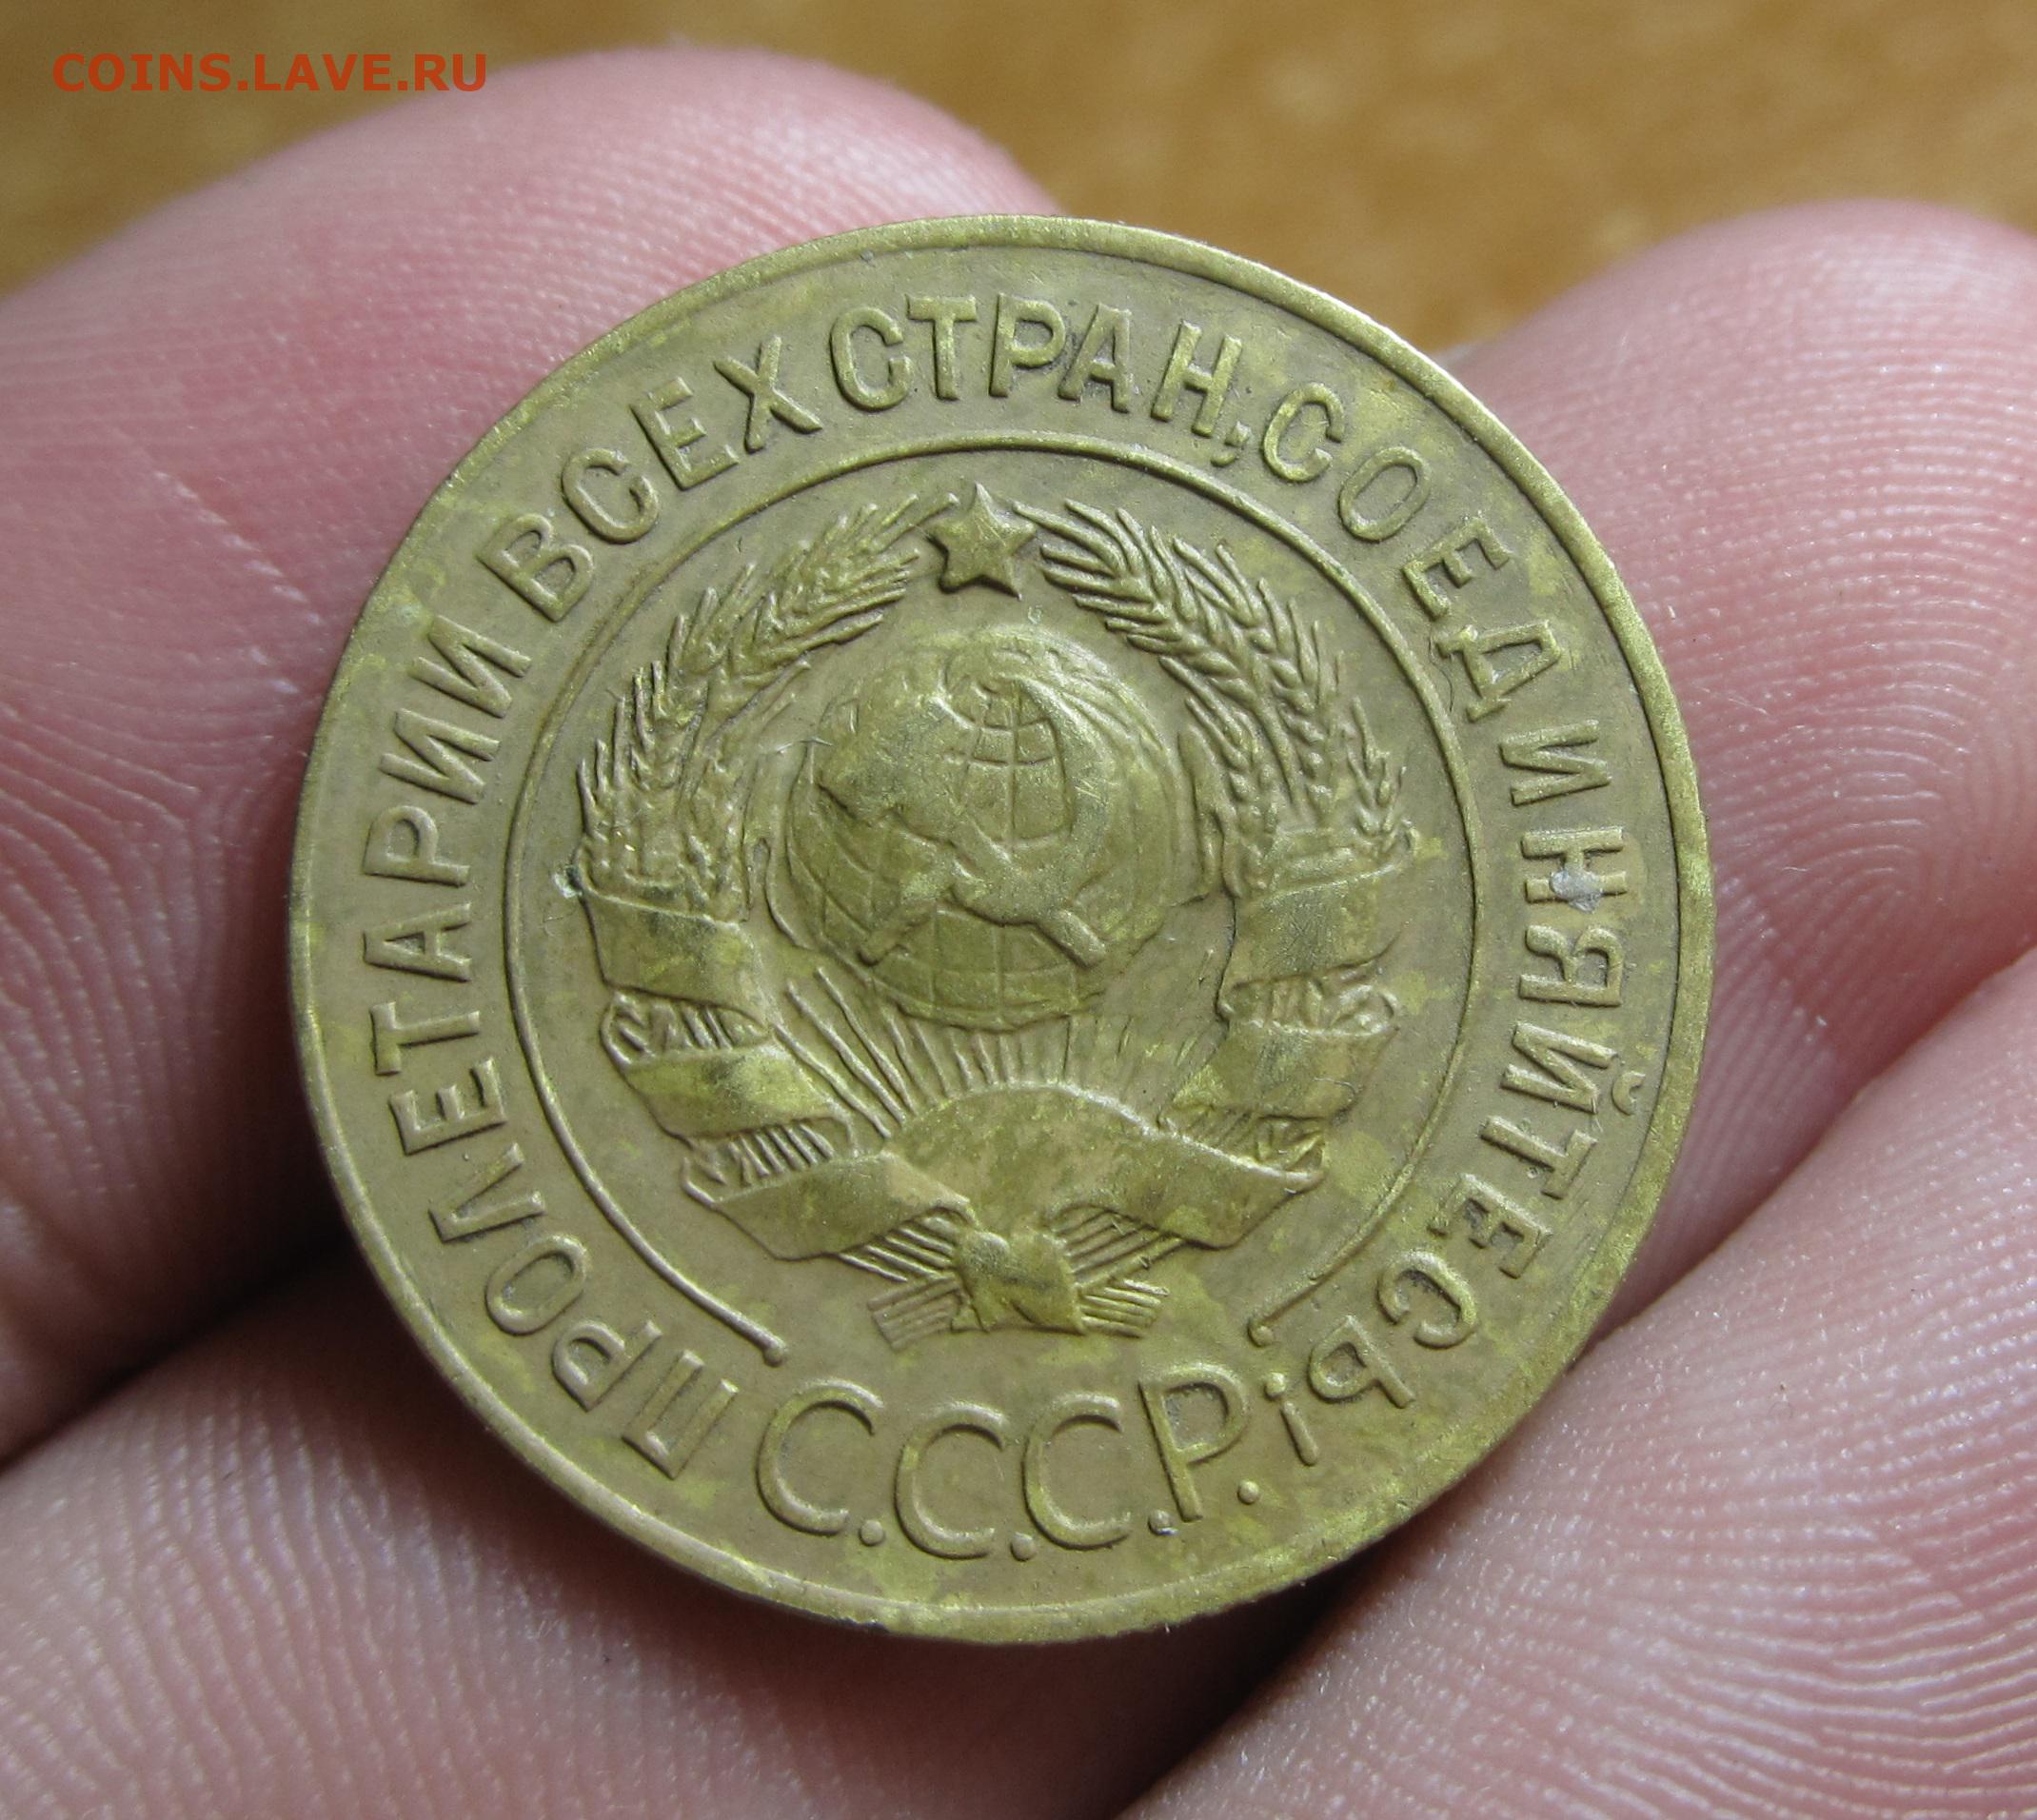 COINS.LAVE.RU
ПРОЛЕТАРИИ ВСЕХ СТРАН, СОЕДИНЯЙТЕСЬ!
С.С.С.Р.